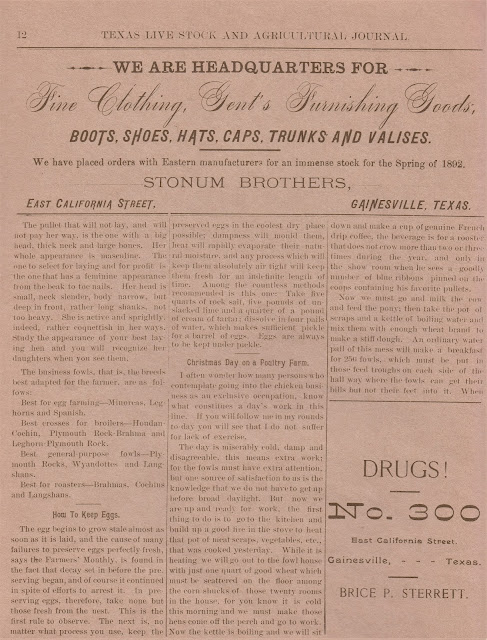 12
TEXAS LIVE STOCK AND AGRICULTURAL JOURNAL.
WE ARE HEADQUARTERS FOR
Fine Clothing, Gent's Furnishing Goods,
BOOTS, SHOES, HATS, CAPS, TRUNKS AND VALISES.
We have placed orders with Eastern manufacturers for an immense stock for the Spring of 1892.
STONUM BROTHERS,
EAST CALIFORNIA STREET.
GAINESVILLE, TEXAS.
The pullet that will not lay, and will
not pay her way, is the one with a big
head, thick neck and large bones. Her
whole appearance is masculine. The
one to select for laying and for profit is
the one that has a feminine appearance
from the beak to toe nails. Her head is
small, neck slender, body narrow, but
deep in front, rather long shanks, not
too heavy. She is active and sprightly;
indeed, rather coquettish in her ways.
Study the appearance of your best lay-
ing hen and you will recognize her
daughters when you see them.
The business fowls, that is, the breeds
best adapted for the farmer, are as fol-
lows:
Best for egg farming—Minorcas, Leg-
horns and Spanish.
Best crosses for broilers—Houdan-
Cochin, Plymouth Rock-Brahma and
Leghorn-Plymouth Rock.
Best general-purpose fowls—Ply-
mouth Rocks, Wyandottes and Lang-
shans.
Best for roasters—Brahmas, Cochins
and Langshans.
How To Keep Eggs.
The egg begins to grow stale almost as
soon as it is laid, and the cause of many
failures to preserve eggs perfectly fresh,
says the Farmers' Monthly, is found in
the fact that decay set in before the pre-
serving began, and of course it continued
in spite of efforts to arrest it. In pre-
serving eggs, therefore, take none but
those fresh from the nest. This is the
first rule to observe. The next is, no
matter what process you use, keep the
preserved eggs in the coolest dry place
possible; dampness will mould them,
heat will rapidly evaporate their natu-
ral moisture, and any process which will
keep them absolutely air tight will keep
them fresh for an indefinite length of
time. Among the countless methods
recommended is this one: Take five
quarts of rock salt, five pounds of un-
slacked lime and a quarter of a pound
of cream of tartar; dissolve in four pails
of water, which makes sufficient pickle
for a barrel of eggs. Eggs are always
to be kept under pickle.
Christmas Day on a Poultry Farm.
I often wonder how many persons who
contemplate going into the chicken busi-
ness as an exclusive occupation, know
what constitues a day's work in this
line. If you will follow me in my rounds
to day you will see that I do not suffer
for lack of exercise.
The day is miserably cold, damp and
disagreeable, this means extra work;
for the fowls must have extra attention,
but one source of satisfaction to us is the
knowledge that we do not have to get up
before broad daylight. But now we
are up and ready for work, the first
thing to do is to go to the kitchen and
build up a good fire in the stove to heat
that pot of meat scraps, vegetables, etc.,
that was cooked yesterday. While it is
heating we will go out to the fowl house
with just one quart of good wheat which
must be scattered on the floor among
the corn shucks of those twenty rooms
in the house, for you know it is cold
this morning and we must make those
hens come off the perch and go to work.
Now the kettle is boiling and we will sit
down and make a cup of genuine French
drip coffee, the beverage is for a rooster
that does not crow more than two or three
times during the year, and only in
the show room when he sees a goodly
number of blue ribbons pinned on the
coops containing his favorite pullets.
Now we must go and milk the cow
and feed the pony then take the pot of
scraps and a kettle of boiling water and
mix them with enough wheat brand to
make a stiff dough. An ordinary water
pail of this mess will make a breakfast
for 250 fowls, which must be put in
those feed troughs on each side of the
hall way where the fowls can get their
bills but not their feet into it. When
DRUGS!
No. 300
East California Street.
Gainesville, - - - Texas.
BRICE P. STERRETT.